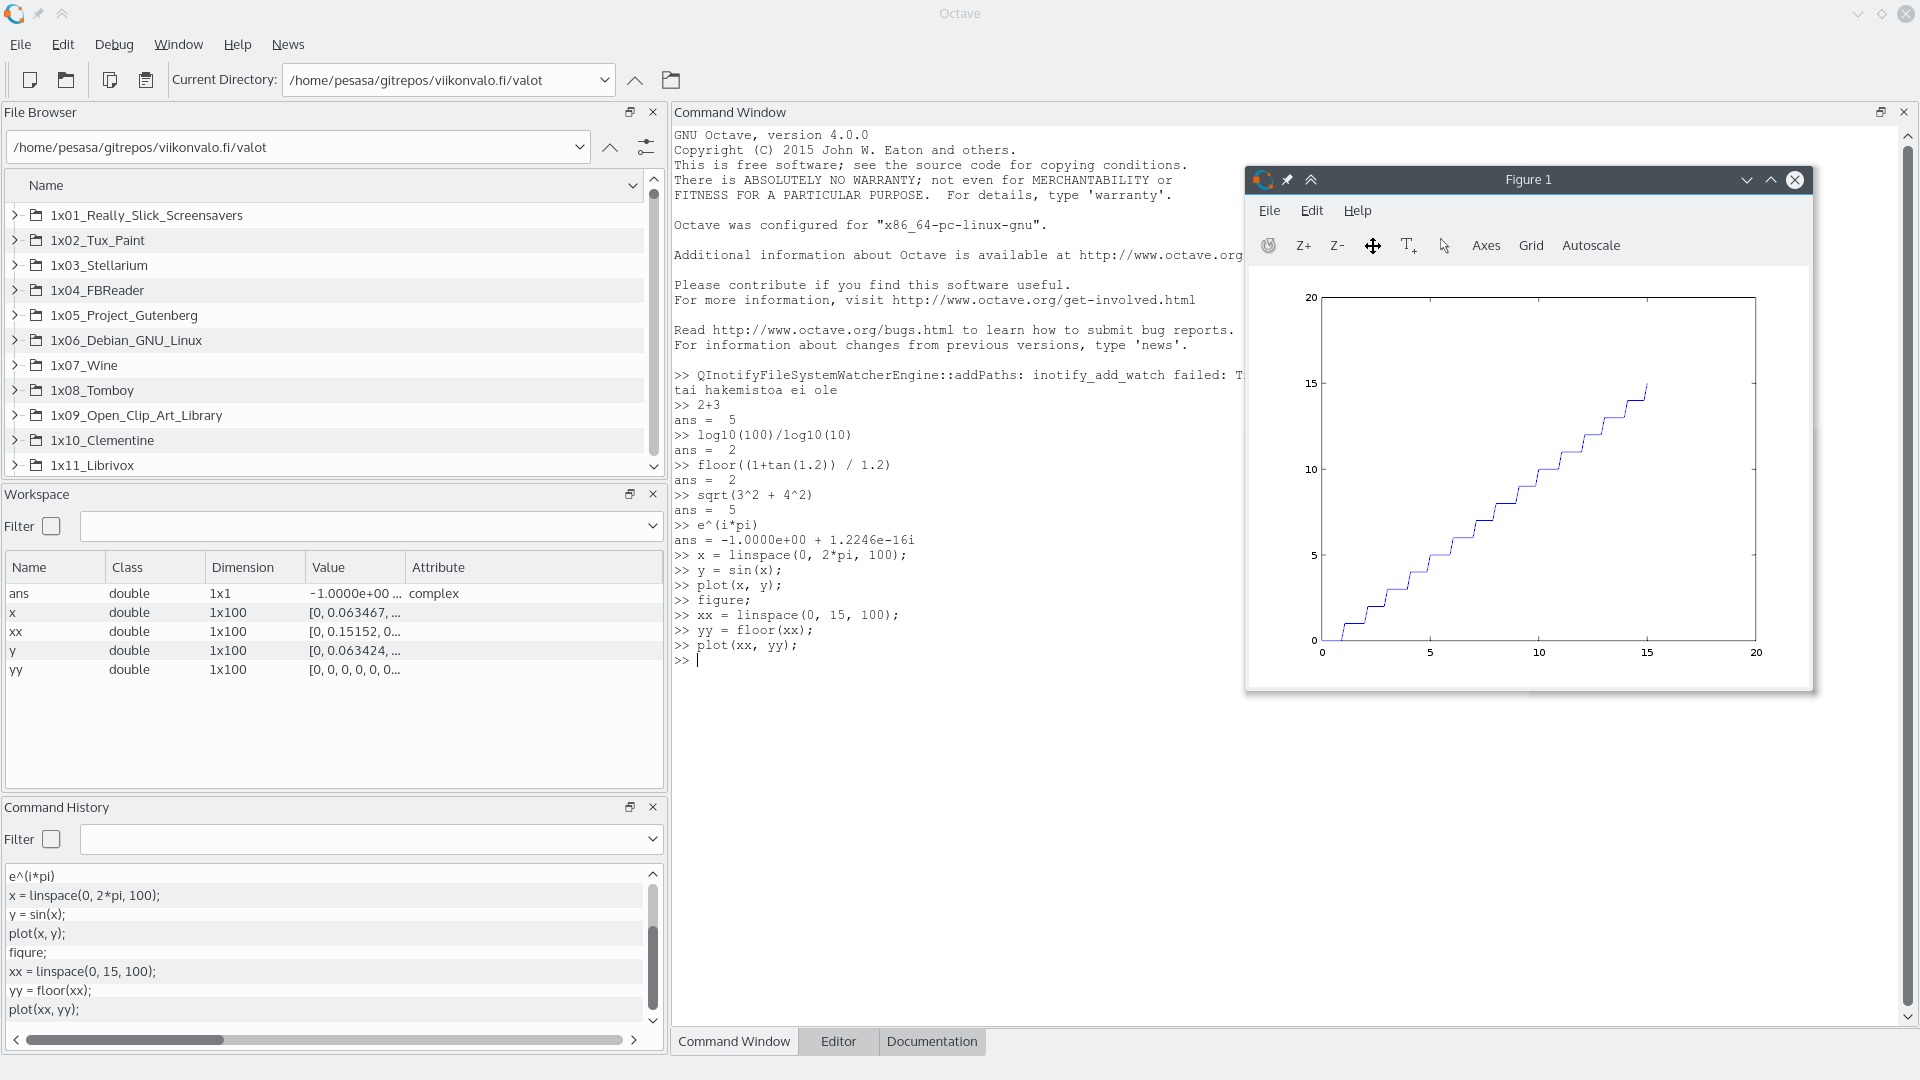 Octave
File Edit Debug Window Help News
Current Directory: /home/pesasa/gitrepos/viikonvalo.fi/valot
File Browser
/home/pesasa/gitrepos/viikonvalo.fi/valot
Name
1x01_Really_Slick_Screensavers
1x02_Tux_Paint
1x03_Stellarium
1x04_FBReader
1x05_Project_Gutenberg
1x06_Debian_GNU_Linux
1x07_Wine
1x08_Tomboy
1x09_Open_Clip_Art_Library
1x10_Clementine
1x11_Librivox
Workspace
Filter
Name Class Dimension Value Attribute
ans double 1x1 -1.0000e+00 ... complex
x double 1x100 [0, 0.063467, ...
xx double 1x100 [0, 0.15152, 0...
y double 1x100 [0, 0.063424, ...
yy double 1x100 [0, 0, 0, 0, 0...
Command History
Filter
e^(i*pi)
x = linspace(0, 2*pi, 100);
y = sin(x);
plot(x, y);
figure;
xx = linspace(0, 15, 100);
yy = floor(xx);
plot(xx, yy);
Command Window
GNU Octave, version 4.0.0
Copyright (C) 2015 John W. Eaton and others.
This is free software; see the source code for copying conditions.
There is ABSOLUTELY NO WARRANTY; not even for MERCHANTABILITY or
FITNESS FOR A PARTICULAR PURPOSE.  For details, type 'warranty'.
Octave was configured for "x86_64-pc-linux-gnu".
Additional information about Octave is available at http://www.octave.org
Please contribute if you find this software useful.
For more information, visit http://www.octave.org/get-involved.html
Read http://www.octave.org/bugs.html to learn how to submit bug reports.
For information about changes from previous versions, type 'news'.
>> QInotifyFileSystemWatcherEngine::addPaths: inotify_add_watch failed: T
tai hakemistoa ei ole
>> 2+3
ans =  5
>> log10(100)/log10(10)
ans =  2
>> floor((1+tan(1.2)) / 1.2)
ans =  2
>> sqrt(3^2 + 4^2)
ans =  5
>> e^(i*pi)
ans = -1.0000e+00 + 1.2246e-16i
>> x = linspace(0, 2*pi, 100);
>> y = sin(x);
>> plot(x, y);
>> figure;
>> xx = linspace(0, 15, 100);
>> yy = floor(xx);
>> plot(xx, yy);
>>
Command Window Editor Documentation
Figure 1
File Edit Help
Z+ Z- T+ Axes Grid Autoscale
20
15
10
5
0
0 5 10 15 20